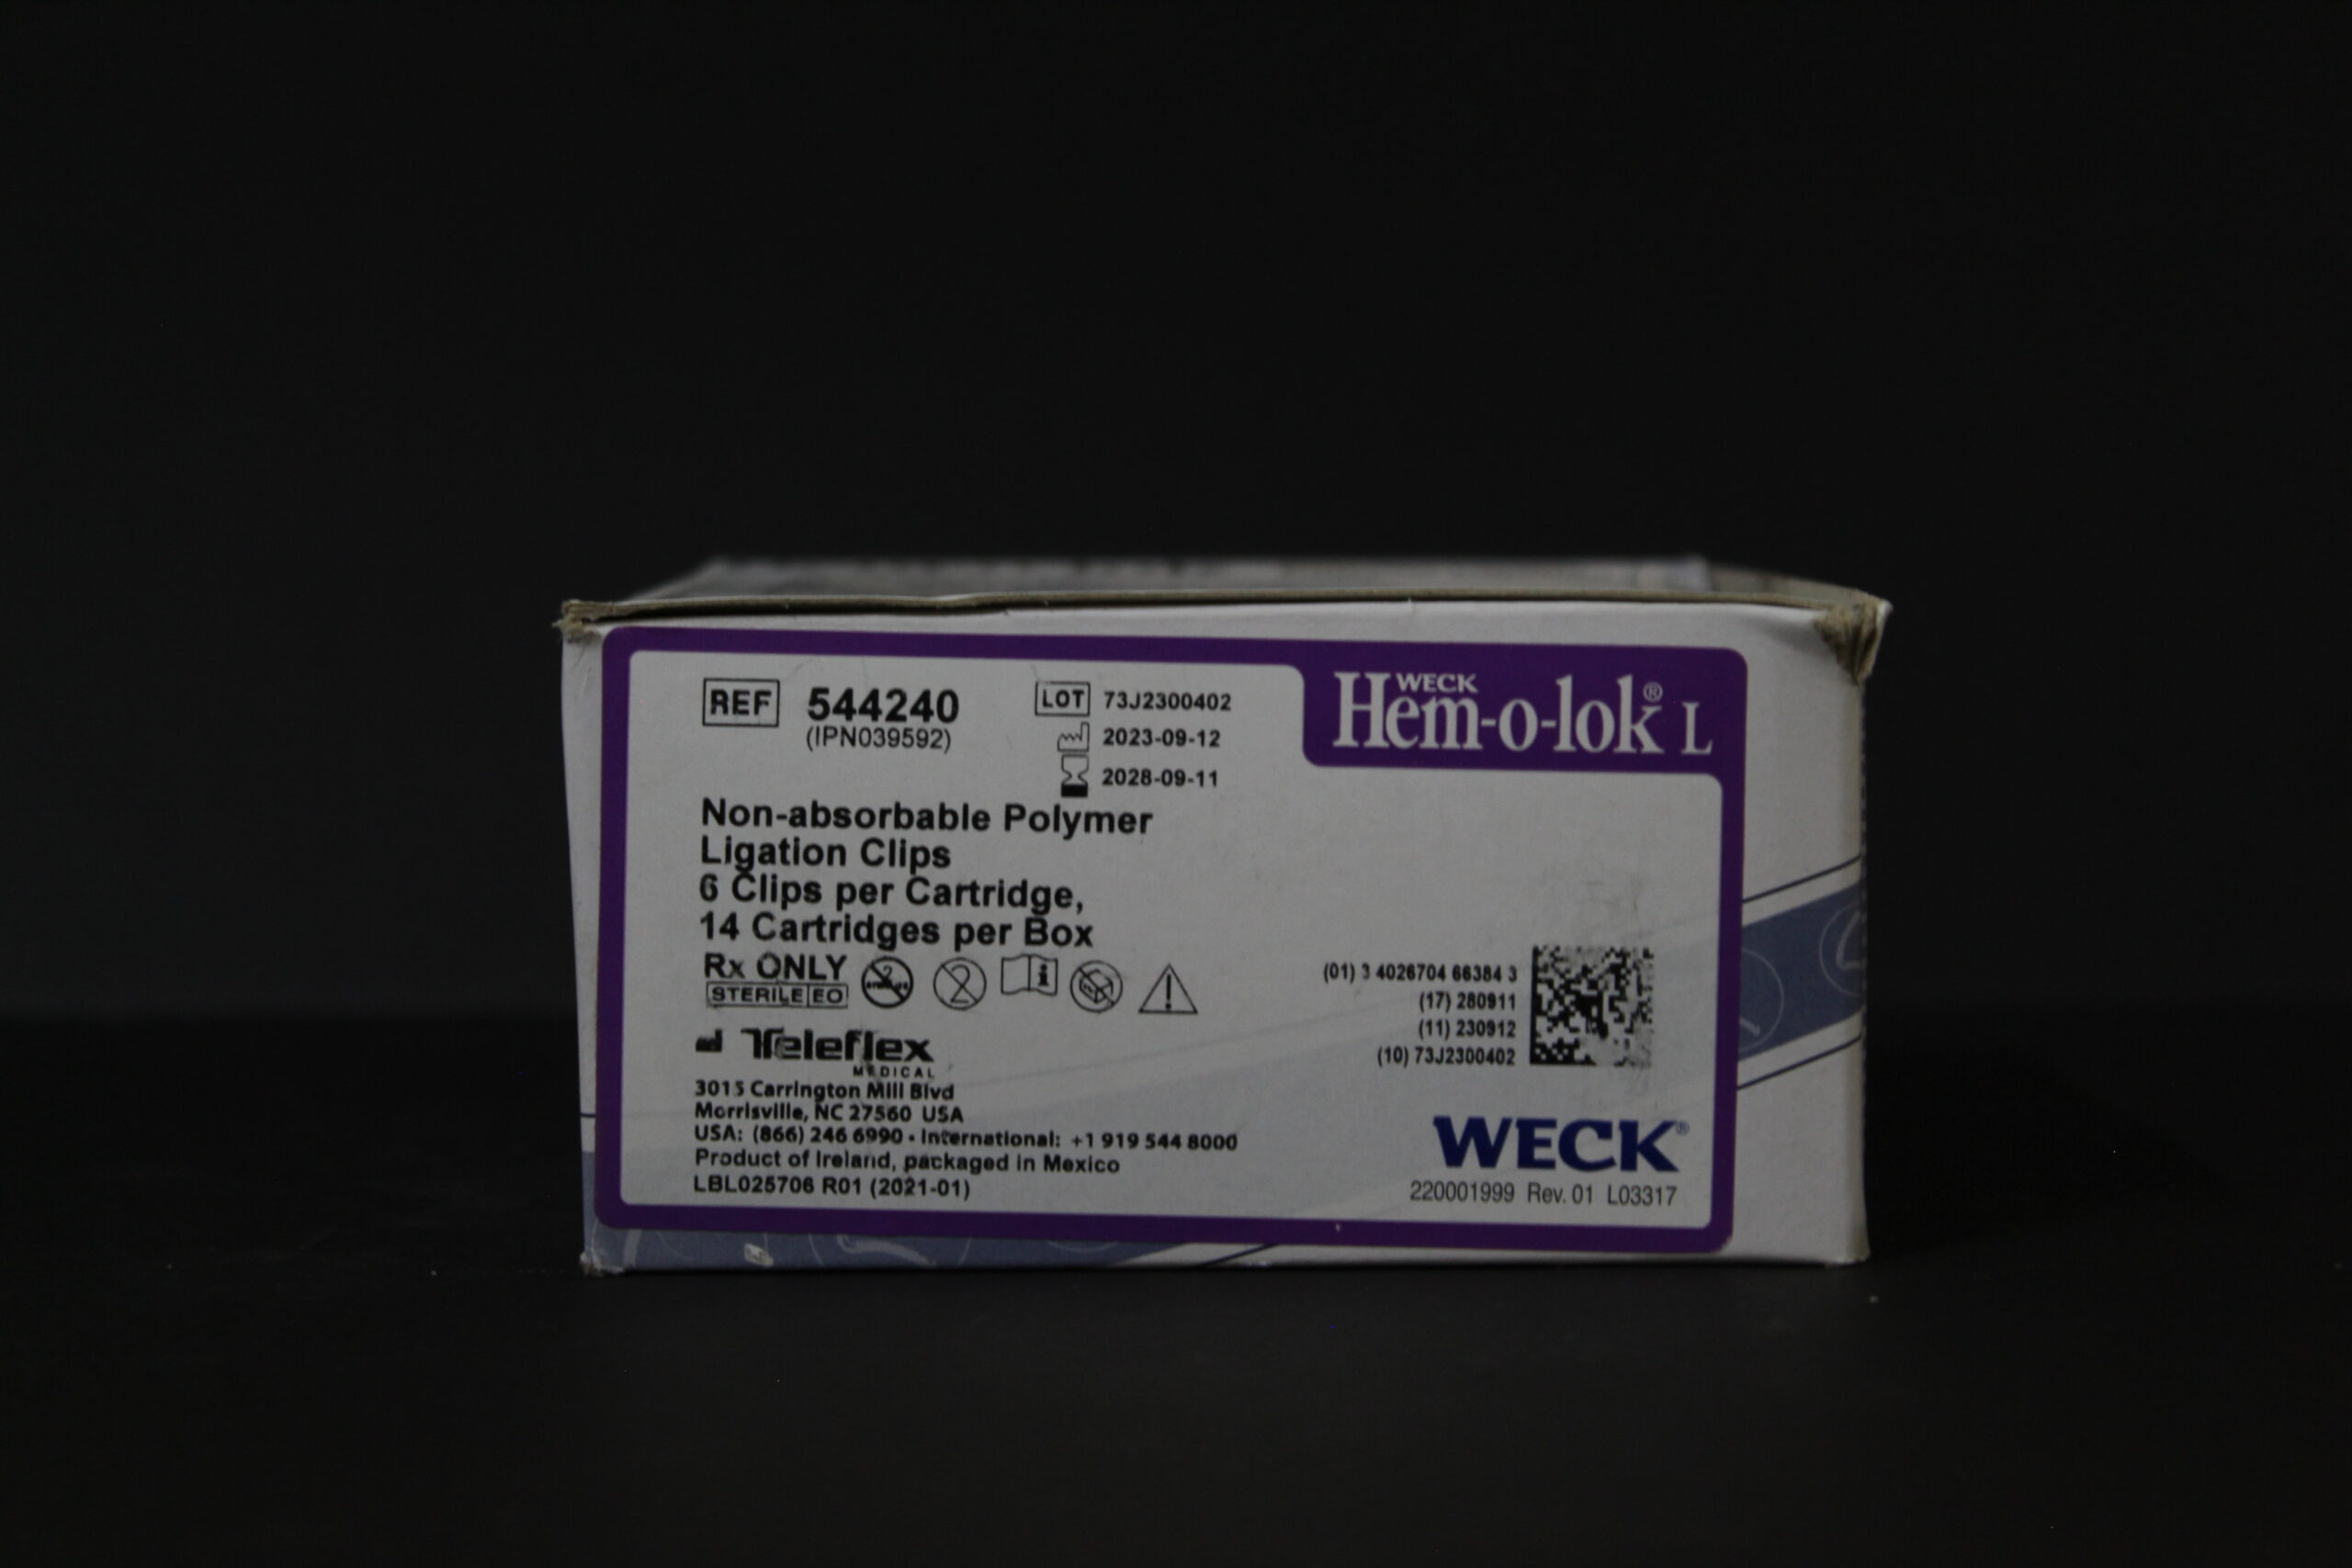 REF 544240
(IPN039592)
LOT 73J2300402
2023-09-12
2028-09-11
WECK
Hem-o-lok® L
Non-absorbable Polymer
Ligation Clips
6 Clips per Cartridge,
14 Cartridges per Box
Rx ONLY
STERILE EO
(01) 3 4026704 66384 3
(17) 280911
(11) 230912
(10) 73J2300402
Teleflex
MEDICAL
3015 Carrington Mill Blvd
Morrisville, NC 27560 USA
USA: (866) 246 6990 • International: +1 919 544 8000
Product of Ireland, packaged in Mexico
LBL025706 R01 (2021-01)
WECK®
220001999 Rev. 01 L03317